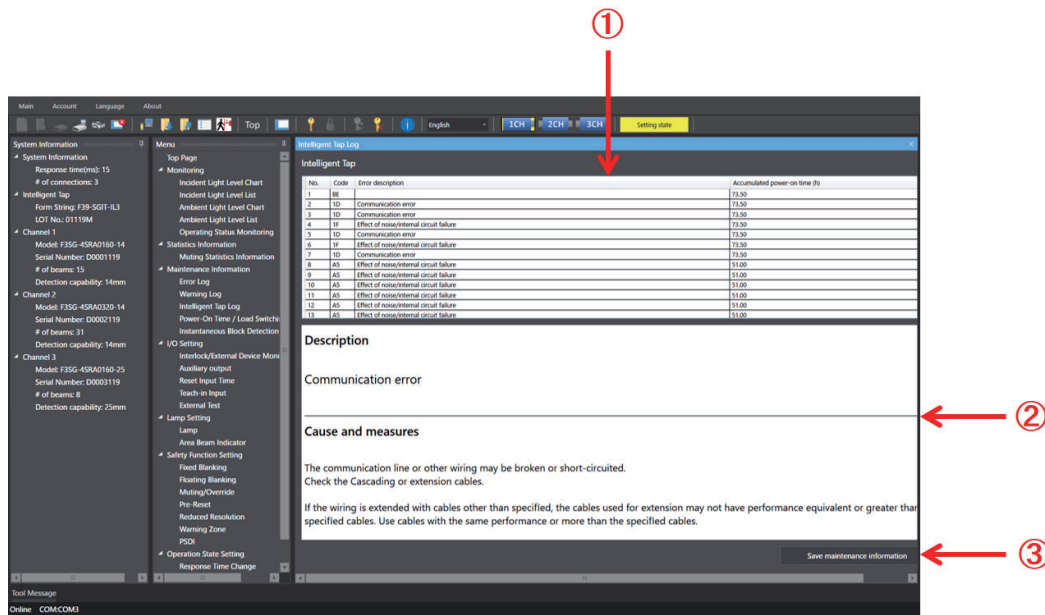 ①
Main Account Language About
Top English 1CH 2CH 3CH Setting state
System Information
System Information
Response time(ms): 15
# of connections: 3
Intelligent Tap
Form String: F39-SGIT-IL3
LOT No.: 01119M
Channel 1
Model: F3SG-4SRA0160-14
Serial Number: D0001119
# of beams: 15
Detection capability: 14mm
Channel 2
Model: F3SG-4SRA0320-14
Serial Number: D0002119
# of beams: 31
Detection capability: 14mm
Channel 3
Model: F3SG-4SRA0160-25
Serial Number: D0003119
# of beams: 8
Detection capability: 25mm
Menu
Top Page
Monitoring
Incident Light Level Chart
Incident Light Level List
Ambient Light Level Chart
Ambient Light Level List
Operating Status Monitoring
Statistics Information
Muting Statistics Information
Maintenance Information
Error Log
Warning Log
Intelligent Tap Log
Power-On Time / Load Switchi
Instantaneous Block Detection
I/O Setting
Interlock/External Device Moni
Auxiliary output
Reset Input Time
Teach-in Input
External Test
Lamp Setting
Lamp
Area Beam Indicator
Safety Function Setting
Fixed Blanking
Floating Blanking
Muting/Override
Pre-Reset
Reduced Resolution
Warning Zone
PSDI
Operation State Setting
Response Time Change
Intelligent Tap Log
Intelligent Tap
No. Code Error description Accumulated power-on time (h)
1 BE 73.50
2 1D Communication error 73.50
3 1D Communication error 73.50
4 1F Effect of noise/internal circuit failure 73.50
5 1D Communication error 73.50
6 1F Effect of noise/internal circuit failure 73.50
7 1D Communication error 73.50
8 A5 Effect of noise/internal circuit failure 51.00
9 A5 Effect of noise/internal circuit failure 51.00
10 A5 Effect of noise/internal circuit failure 51.00
11 A5 Effect of noise/internal circuit failure 51.00
12 A5 Effect of noise/internal circuit failure 51.00
13 A5 Effect of noise/internal circuit failure 51.00
Description
Communication error
②
Cause and measures
The communication line or other wiring may be broken or short-circuited.
Check the Cascading or extension cables.
If the wiring is extended with cables other than specified, the cables used for extension may not have performance equivalent or greater than
specified cables. Use cables with the same performance or more than the specified cables.
Save maintenance information
③
Tool Message
Online COM:COM3